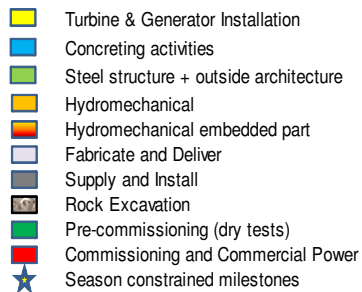 Turbine & Generator Installation
Concreting activities
Steel structure + outside architecture
Hydromechanical
Hydromechanical embedded part
Fabricate and Deliver
Supply and Install
Rock Excavation
Pre-commissioning (dry tests)
Commissioning and Commercial Power
Season constrained milestones